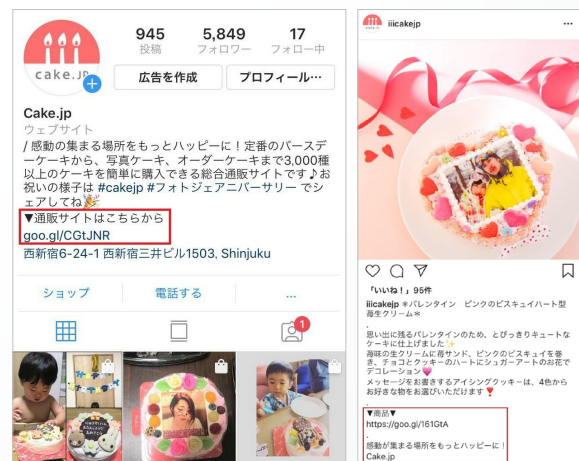 945
5,849
17
投稿
フォロワー
フォロー中
広告を作成
プロフィール…
cake.JP
Cake.jp
ウェブサイト
/ 感動の集まる場所をもっとハッピーに！定番のバースデ
ーケーキから、写真ケーキ、オーダーケーキまで3,000種
以上のケーキを簡単に購入できる総合通販サイトです♪お
祝いの様子は #cakejp #フォトジェアニバーサリー でシ
ェアしてね🎉
▼通販サイトはこちらから
goo.gl/CGtJNR
西新宿6-24-1 西新宿三井ビル1503, Shinjuku
ショップ
電話する
...
1
iiicakejp
...
「いいね！」95件
iiicakejp ＊バレンタイン　ピンクのビスキュイハート型
苺生クリーム＊
.
思い出に残るバレンタインのため、とびっきりキュートな
ケーキに仕上げました✨
苺味の生クリームに苺サンド、ピンクのビスキュイを巻
き、チョコとクッキーのハートにシュガーアートのお花で
デコレーション💗
メッセージをお書きするアイシングクッキーは、4色から
お好きな物をお選びいただけます❣
.
▼商品▼
https://goo.gl/161GtA
.
感動が集まる場所をもっとハッピーに！
Cake.jp